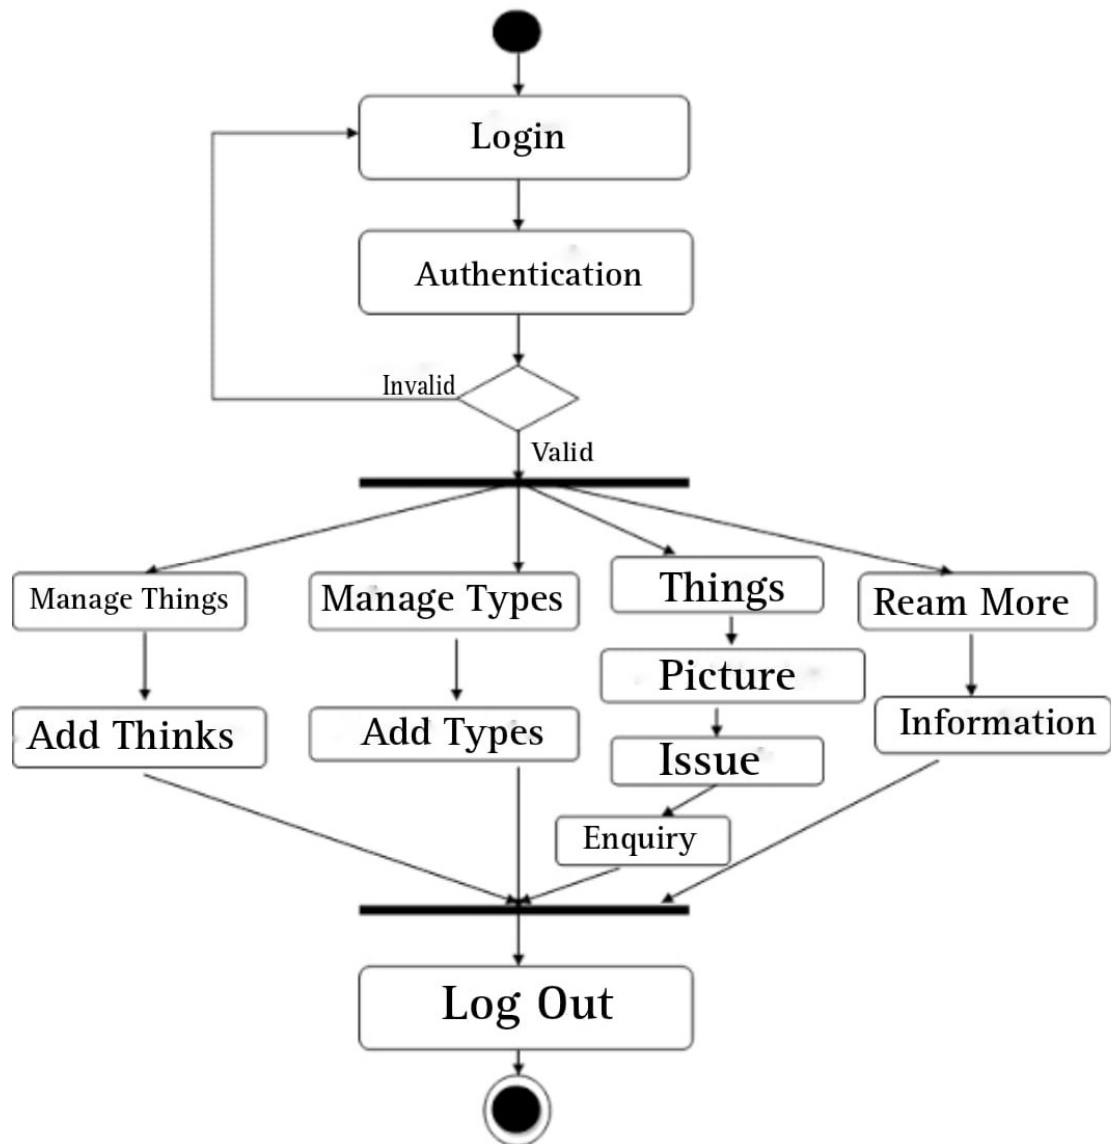 Login
Authentication
Invalid
Valid
Manage Things
Manage Types
Things
Ream More
Picture
Add Thinks
Add Types
Issue
Information
Enquiry
Log Out